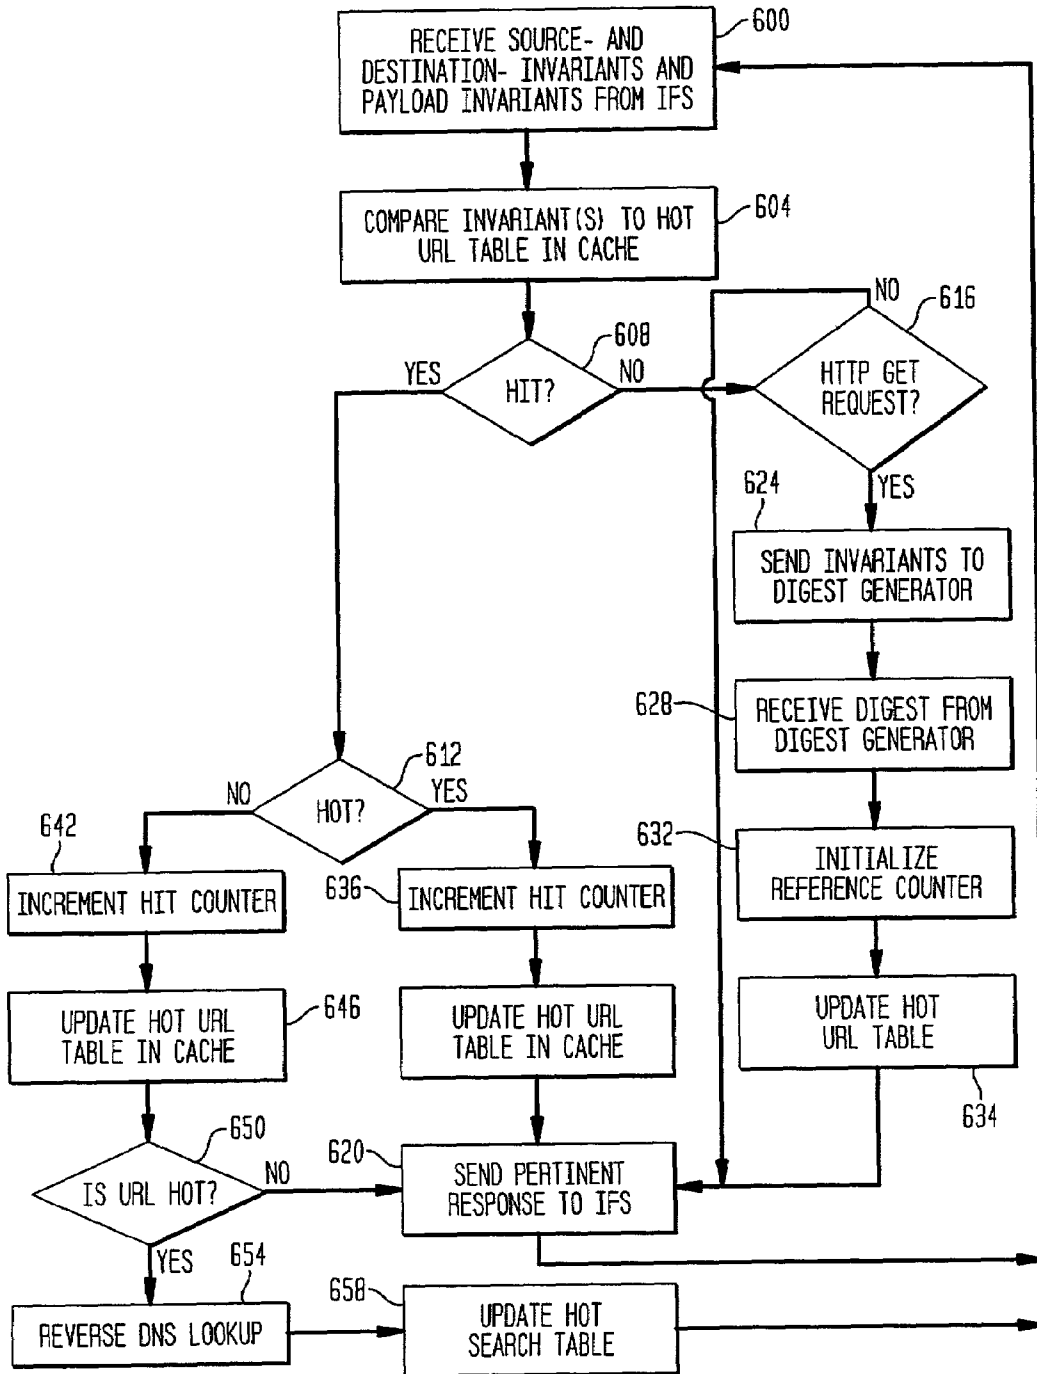 600
RECEIVE SOURCE- AND
DESTINATION- INVARIANTS AND
PAYLOAD INVARIANTS FROM IFS
604
COMPARE INVARIANT(S) TO HOT
URL TABLE IN CACHE
608
YES
HIT?
NO
NO
616
HTTP GET
REQUEST?
YES
624
SEND INVARIANTS TO
DIGEST GENERATOR
628
RECEIVE DIGEST FROM
DIGEST GENERATOR
612
NO
HOT?
YES
632
INITIALIZE
REFERENCE COUNTER
642
INCREMENT HIT COUNTER
636
INCREMENT HIT COUNTER
UPDATE HOT URL
TABLE IN CACHE
646
UPDATE HOT URL
TABLE IN CACHE
UPDATE HOT
URL TABLE
634
650
IS URL HOT?
NO
YES
620
SEND PERTINENT
RESPONSE TO IFS
654
REVERSE DNS LOOKUP
658
UPDATE HOT
SEARCH TABLE